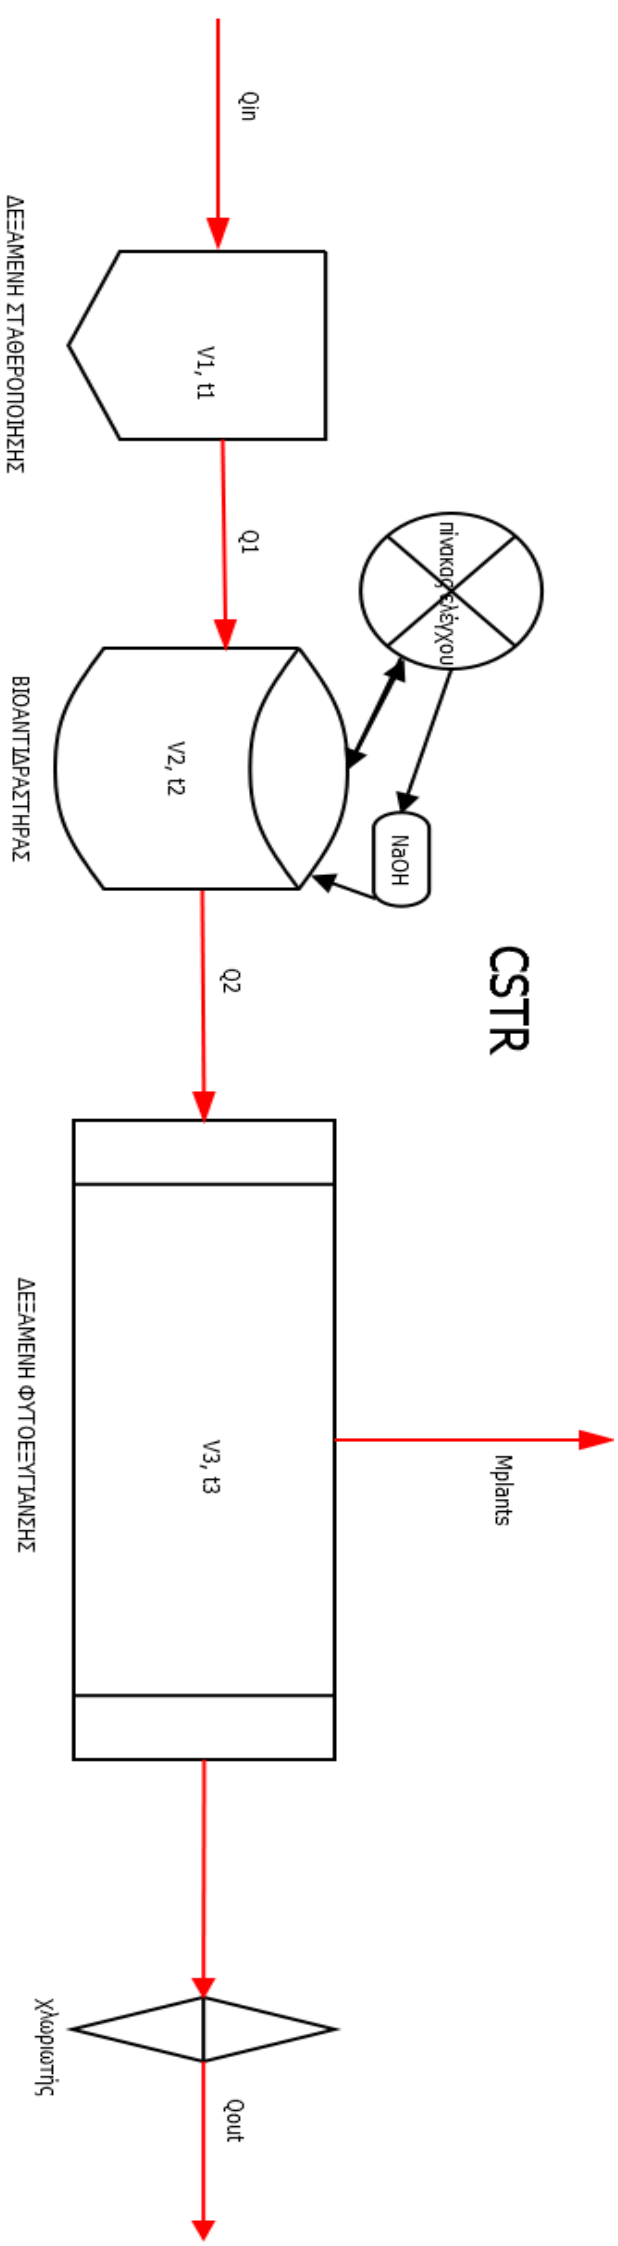 CSTR
πίνακας ελέγχου
NaOH
Qin
V1, t1
Q1
V2, t2
Q2
V3, t3
Mplants
Qout
ΔΕΞΑΜΕΝΗ ΣΤΑΘΕΡΟΠΟΙΗΣΗΣ
ΒΙΟΑΝΤΙΔΡΑΣΤΗΡΑΣ
ΔΕΞΑΜΕΝΗ ΦΥΤΟΕΞΥΓΙΑΝΣΗΣ
χλωριωτής